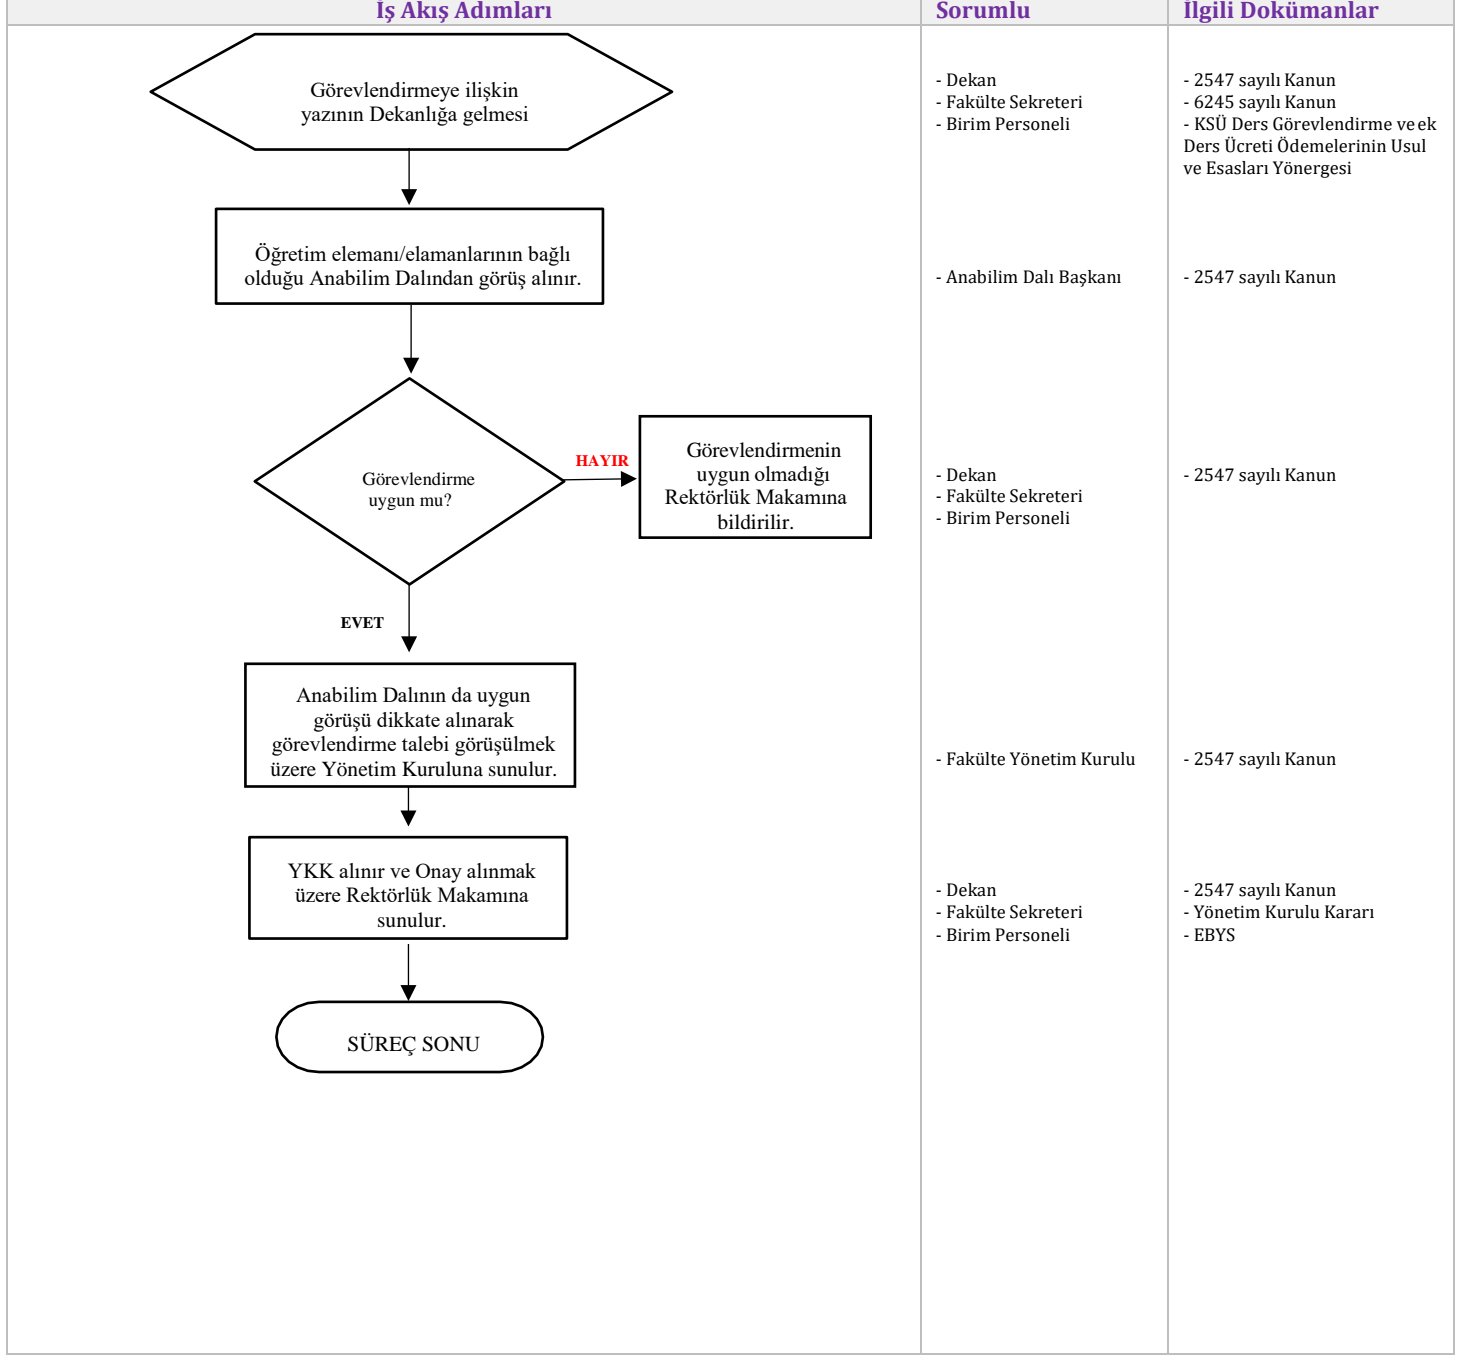 İş Akış Adımları
Sorumlu
İlgili Dokümanlar
Görevlendirmeye ilişkin
yazının Dekanlığa gelmesi
- Dekan
- Fakülte Sekreteri
- Birim Personeli
- 2547 sayılı Kanun
- 6245 sayılı Kanun
- KSÜ Ders Görevlendirme ve ek
Ders Ücreti Ödemelerinin Usul
ve Esasları Yönergesi
Öğretim elemanı/elamanlarının bağlı
olduğu Anabilim Dalından görüş alınır.
- Anabilim Dalı Başkanı
- 2547 sayılı Kanun
Görevlendirme
uygun mu?
HAYIR
Görevlendirmenin
uygun olmadığı
Rektörlük Makamına
bildirilir.
- Dekan
- Fakülte Sekreteri
- Birim Personeli
- 2547 sayılı Kanun
EVET
Anabilim Dalının da uygun
görüşü dikkate alınarak
görevlendirme talebi görüşülmek
üzere Yönetim Kuruluna sunulur.
- Fakülte Yönetim Kurulu
- 2547 sayılı Kanun
YKK alınır ve Onay alınmak
üzere Rektörlük Makamına
sunulur.
- Dekan
- Fakülte Sekreteri
- Birim Personeli
- 2547 sayılı Kanun
- Yönetim Kurulu Kararı
- EBYS
SÜREÇ SONU